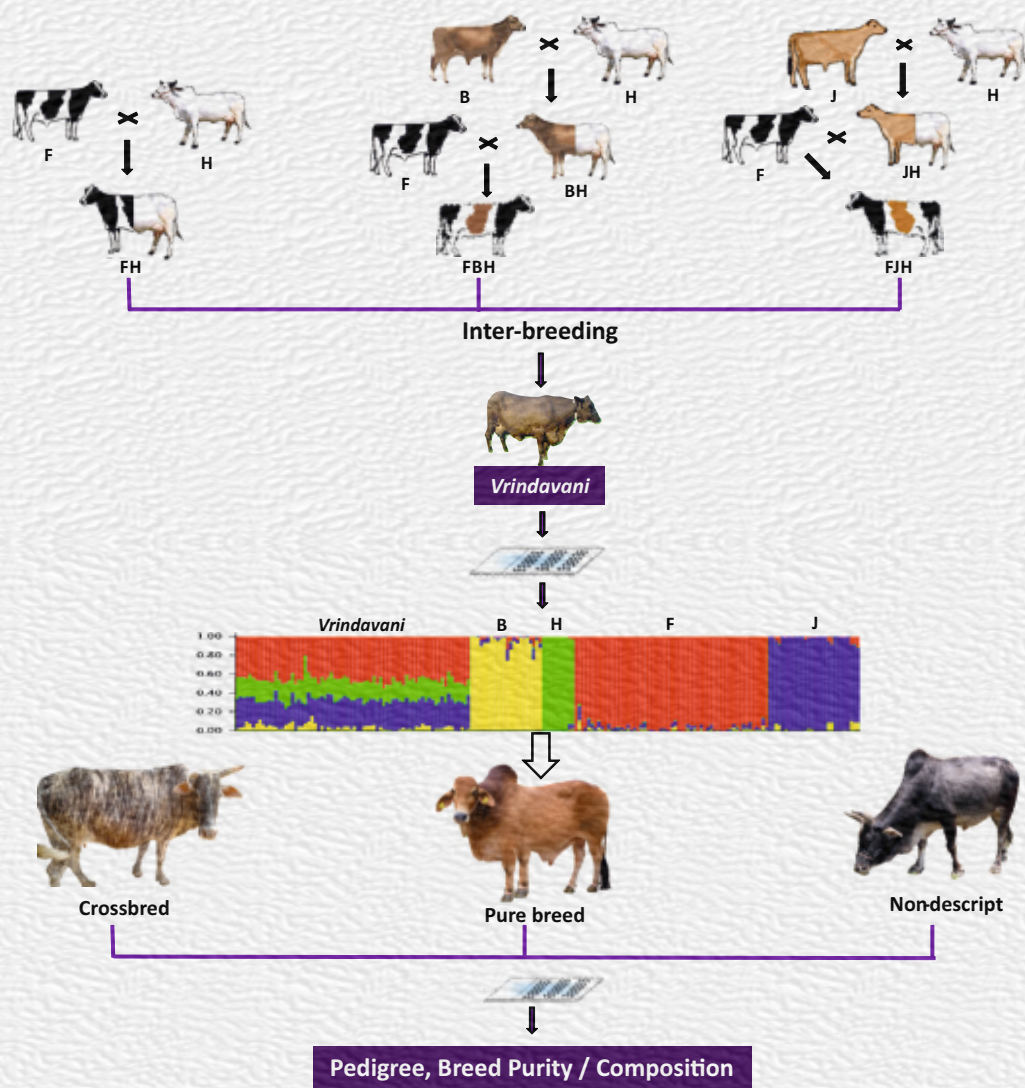 B
H
J
H
F
H
F
BH
F
JH
FH
FBH
FJH
Inter-breeding
Vrindavani
Vrindavani B H F J
1.00
0.80
0.60
0.40
0.20
0.00
Crossbred
Pure breed
Non-descript
Pedigree, Breed Purity / Composition